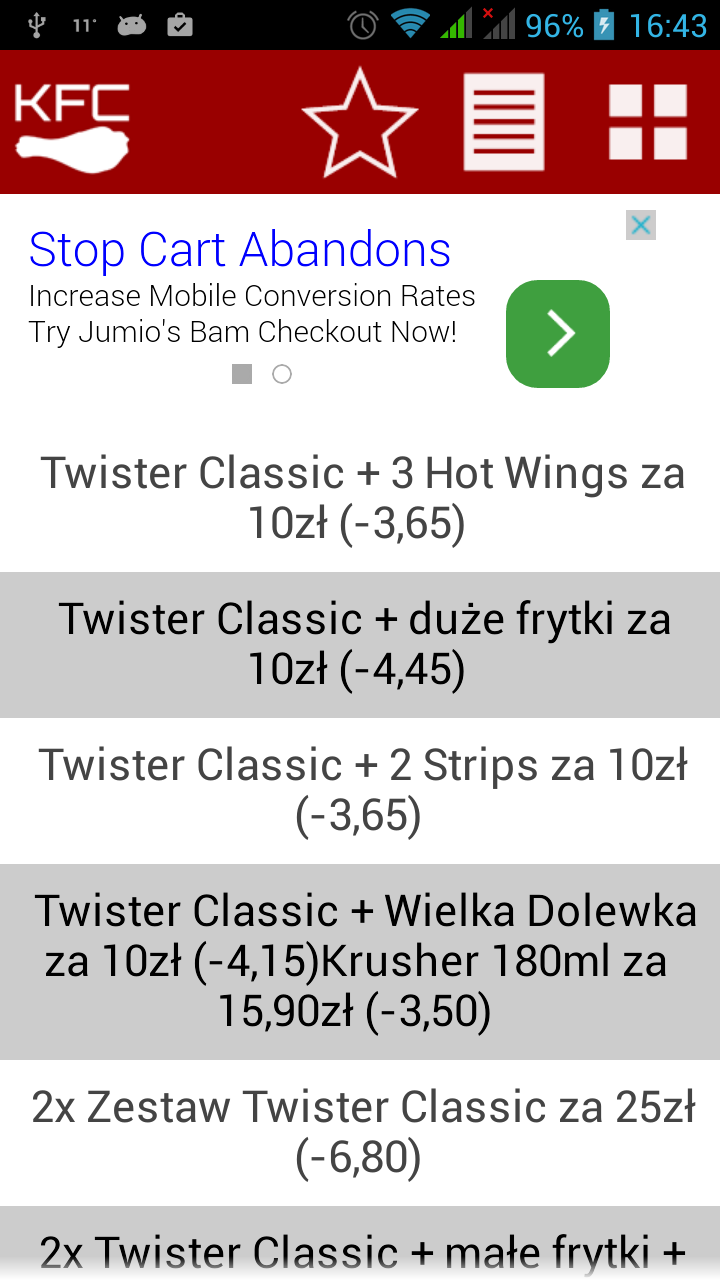 11°
96%
16:43
KFC
Stop Cart Abandons
Increase Mobile Conversion Rates
Try Jumio's Bam Checkout Now!
Twister Classic + 3 Hot Wings za
10zł (-3,65)
Twister Classic + duże frytki za
10zł (-4,45)
Twister Classic + 2 Strips za 10zł
(-3,65)
Twister Classic + Wielka Dolewka
za 10zł (-4,15)Krusher 180ml za
15,90zł (-3,50)
2x Zestaw Twister Classic za 25zł
(-6,80)
2x Twister Classic + małe frytki +